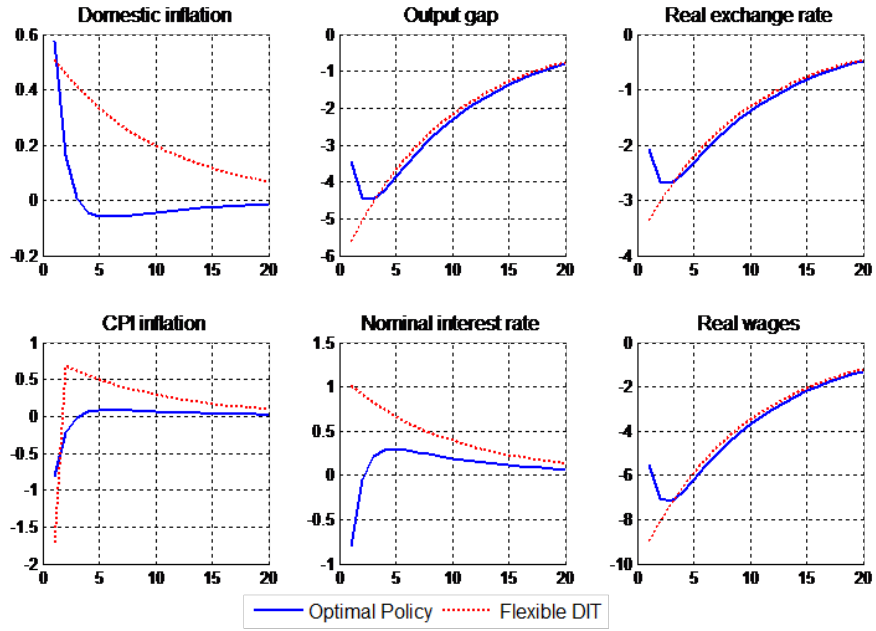 Domestic inflation
0.6
0.4
0.2
0
-0.2
0 5 10 15 20
Output gap
0
-1
-2
-3
-4
-5
-6
0 5 10 15 20
Real exchange rate
0
-1
-2
-3
-4
0 5 10 15 20
CPI inflation
1
0.5
0
-0.5
-1
-1.5
-2
0 5 10 15 20
Nominal interest rate
1.5
1
0.5
0
-0.5
-1
0 5 10 15 20
Real wages
0
-2
-4
-6
-8
-10
0 5 10 15 20
Optimal Policy Flexible DIT